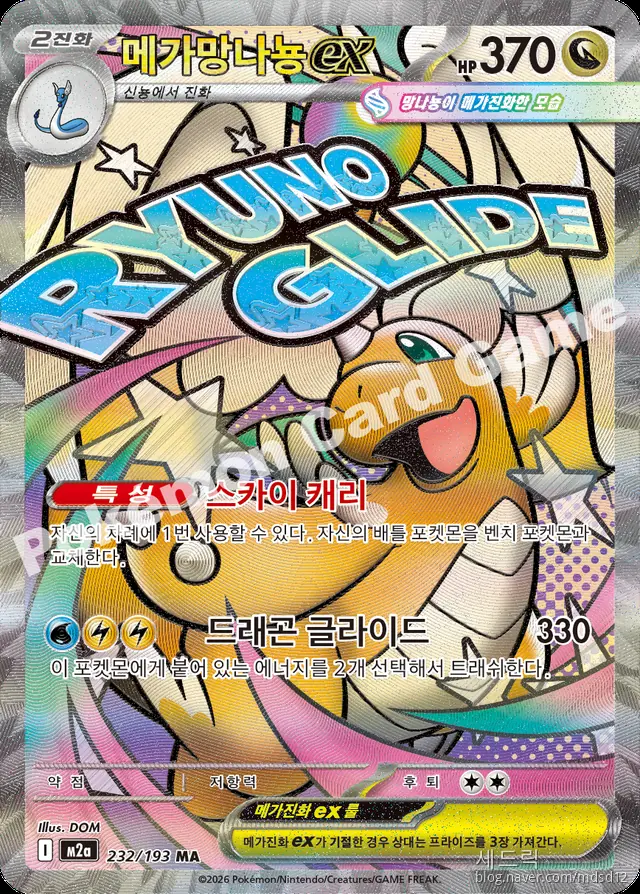 2진화
메가망나뇽ex
HP 370
신뇽에서 진화
망나뇽이 메가진화한 모습
RYUNO
GLIDE
Pokémon Card Game
특성 스카이 캐리
자신의 차례에 1번 사용할 수 있다. 자신의 배틀 포켓몬을 벤치 포켓몬과
교체한다.
드래곤 글라이드 330
이 포켓몬에게 붙어 있는 에너지를 2개 선택해서 트래쉬한다.
약점 저항력 후퇴
메가진화 ex 룰
메가진화 ex가 기절한 경우 상대는 프라이즈를 3장 가져간다.
Illus. DOM
I m2a 232/193 MA
세드릭
blog.naver.com/mdsd12
©2026 Pokémon/Nintendo/Creatures/GAME FREAK.